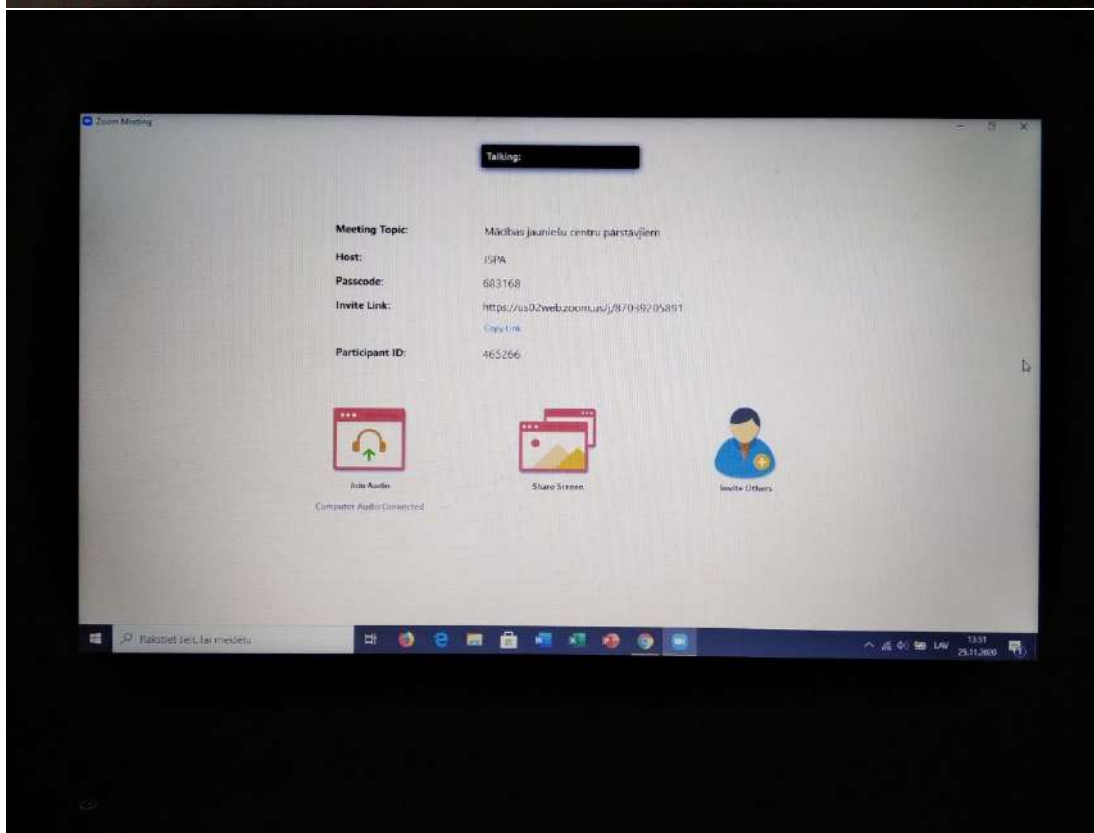 Zoom Meeting
Talking:
Meeting Topic: Mācības jauniešu centru pārstāvjiem
Host: JSPA
Passcode: 683168
Invite Link: https://us02web.zoom.us/j/87039205891
Copy Link
Participant ID: 465266
Join Audio Share Screen Invite Others
Computer Audio Connected
Rakstiet šeit, lai meklētu
LAV 13:51
25.11.2020